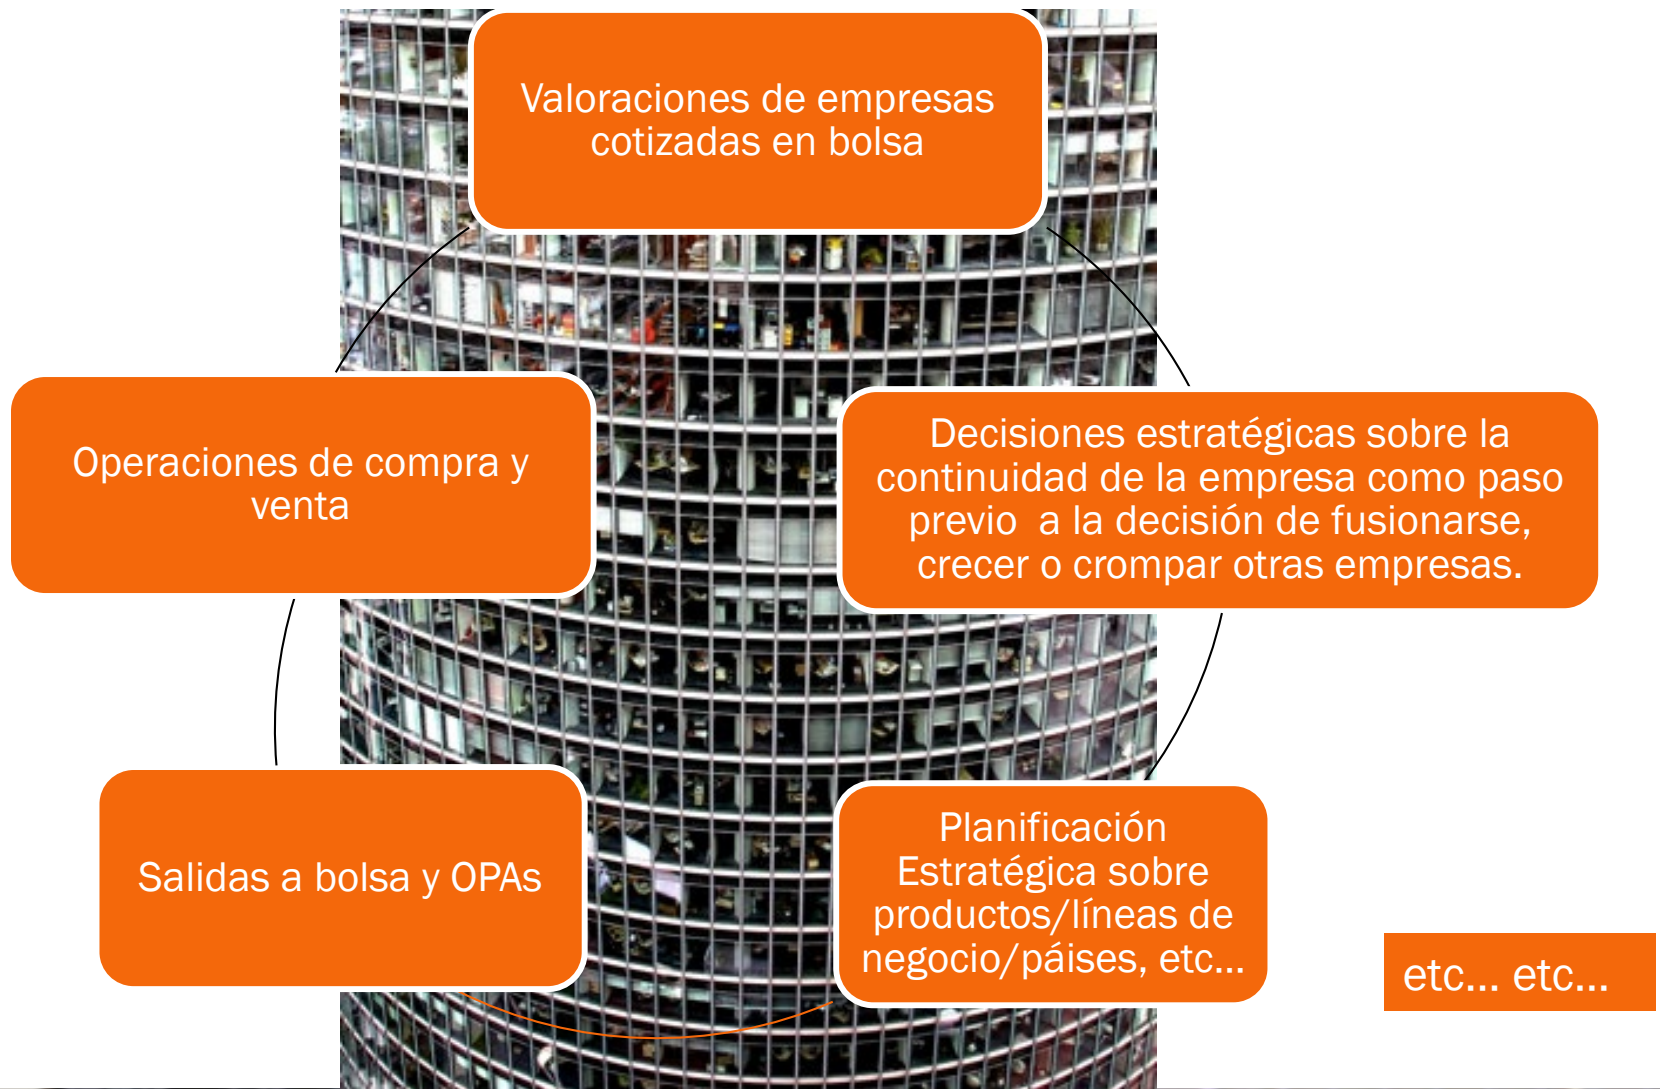 Valoraciones de empresas
cotizadas en bolsa
Operaciones de compra y
venta
Decisiones estratégicas sobre la
continuidad de la empresa como paso
previo  a la decisión de fusionarse,
crecer o crompar otras empresas.
Salidas a bolsa y OPAs
Planificación
Estratégica sobre
productos/líneas de
negocio/páises, etc...
etc... etc...